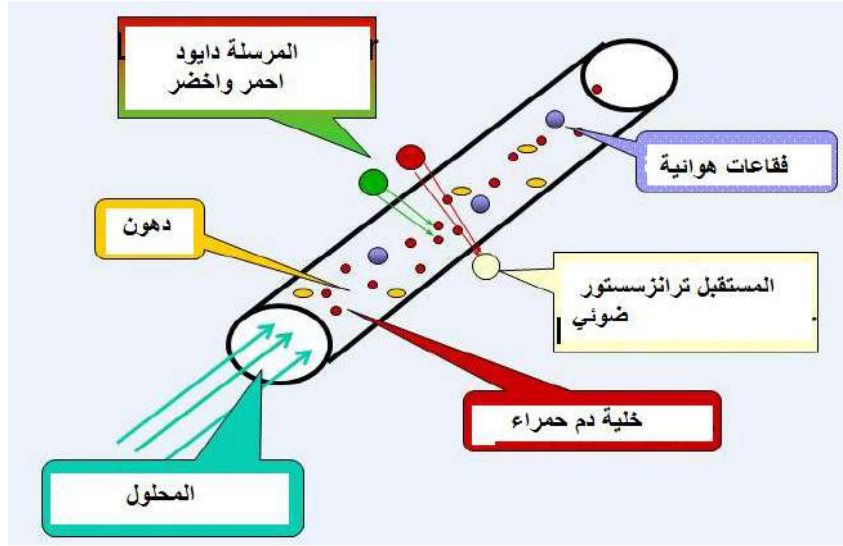 المرسلة دايود
احمر واخضر
فقاعات هوائية
دهون
المستقبل ترانزسستور
ضوئي
خلية دم حمراء
المحلول